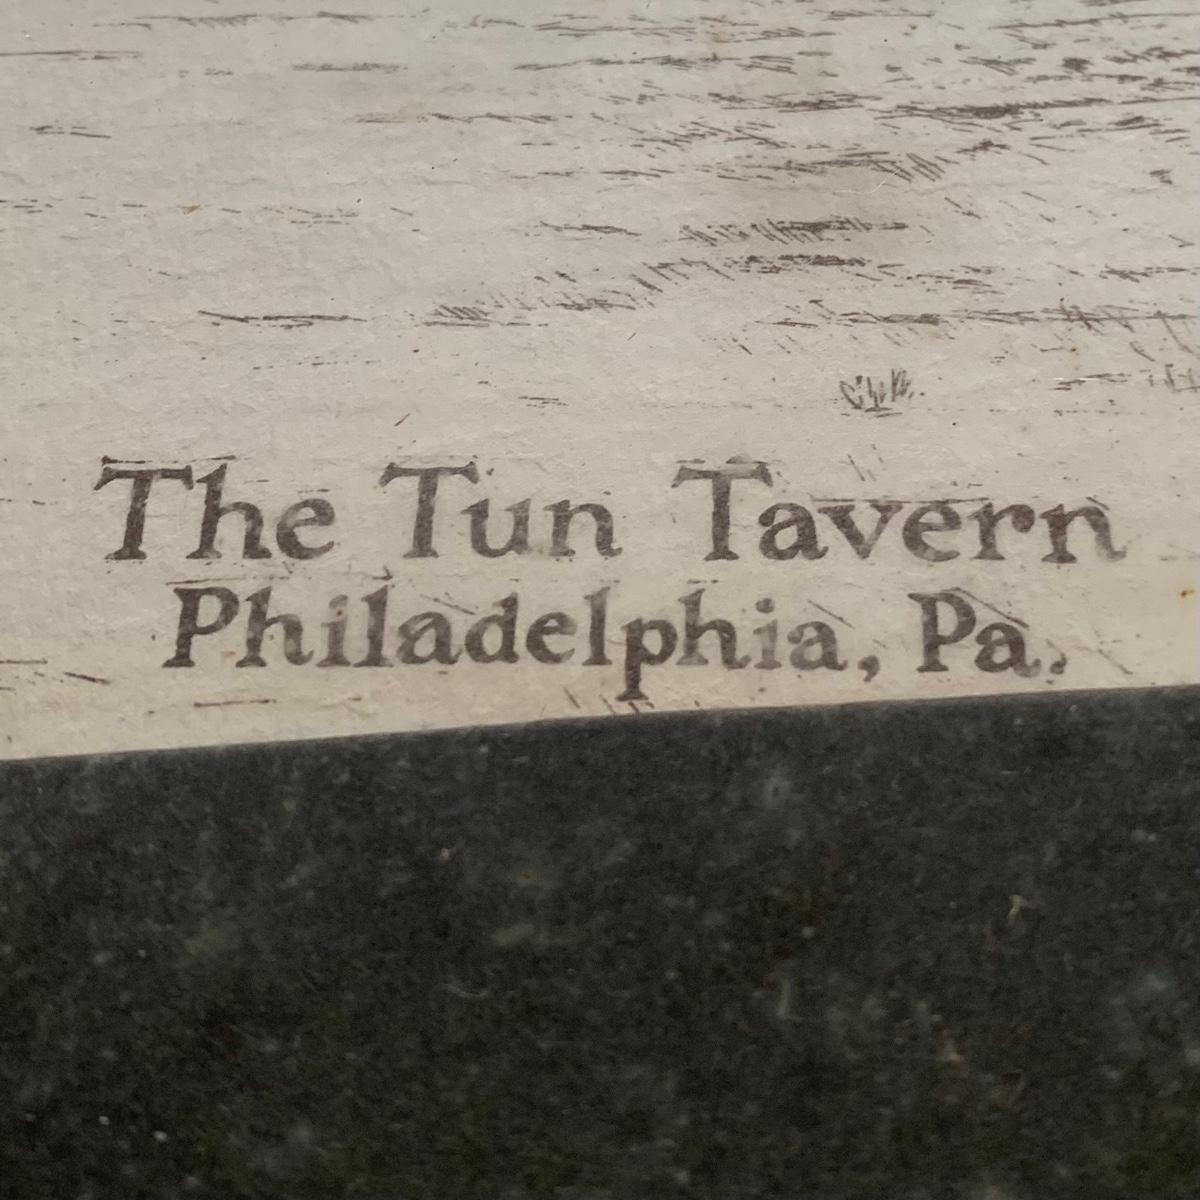 The Tun Tavern
Philadelphia, Pa.